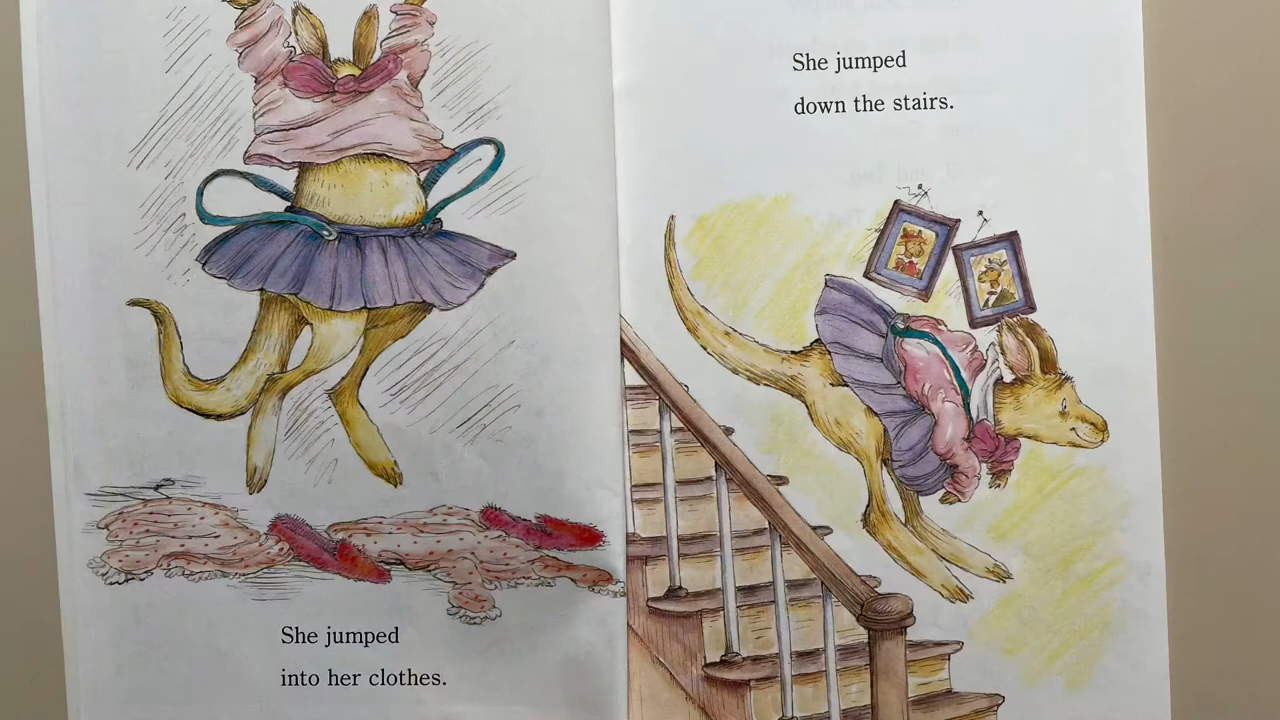 She jumped
into her clothes.
She jumped
down the stairs.